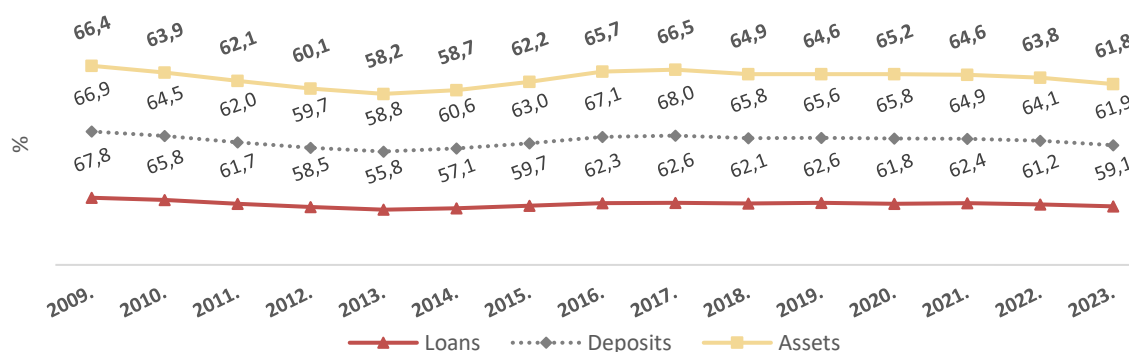 66,4 63,9 62,1 60,1 58,2 58,7 62,2 65,7 66,5 64,9 64,6 65,2 64,6 63,8 61,8
66,9 64,5 62,0 59,7 58,8 60,6 63,0 67,1 68,0 65,8 65,6 65,8 64,9 64,1 61,9
%
67,8 65,8 61,7 58,5 55,8 57,1 59,7 62,3 62,6 62,1 62,6 61,8 62,4 61,2 59,1
2009. 2010. 2011. 2012. 2013. 2014. 2015. 2016. 2017. 2018. 2019. 2020. 2021. 2022. 2023.
Loans Deposits Assets